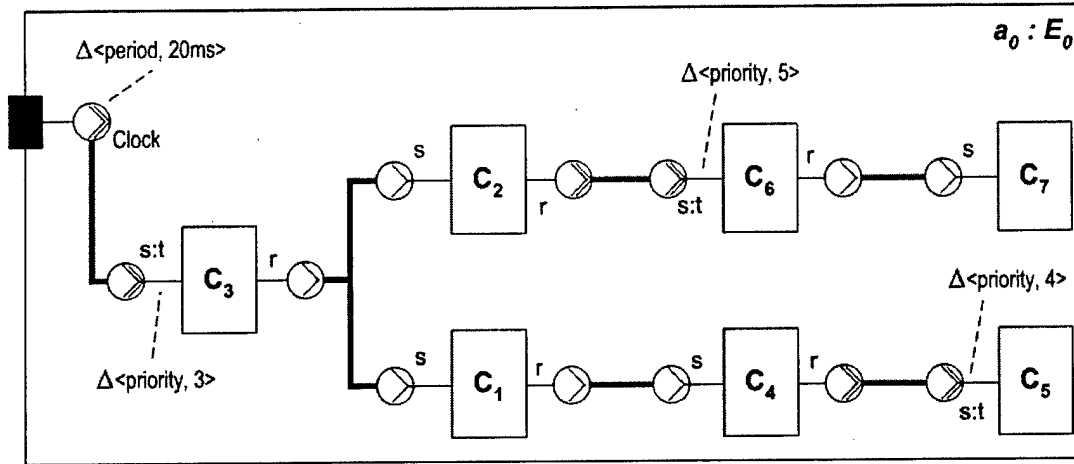 a₀ : E₀
Δ<period, 20ms>
Δ<priority, 5>
Clock
s
C₂
r
s:t
C₆
r
s
C₇
s:t
C₃
r
Δ<priority, 4>
Δ<priority, 3>
s
C₁
r
s
C₄
r
s:t
C₅